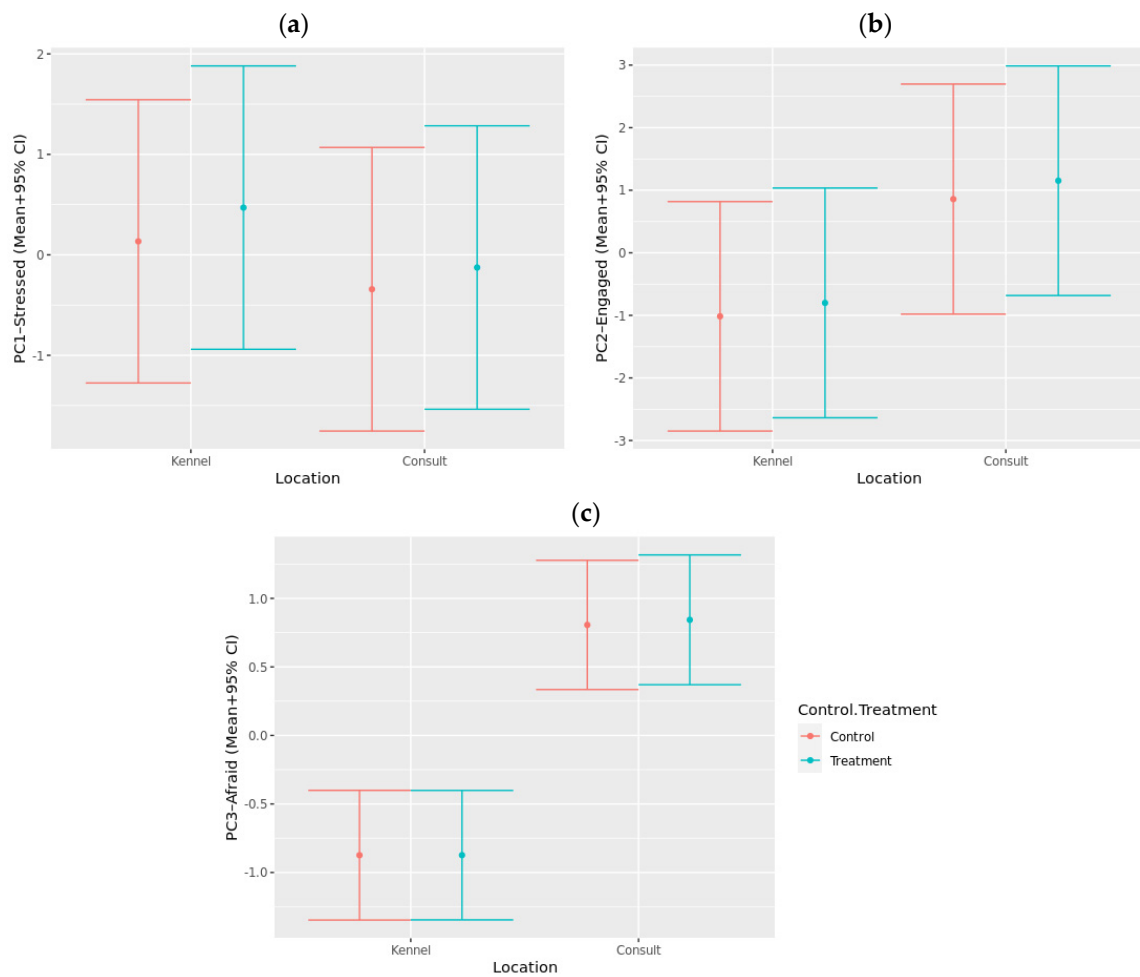 (a)
PC1–Stressed (Mean+95% CI)
2
1
0
-1
Kennel
Consult
Location
(b)
PC2–Engaged (Mean+95% CI)
3
2
1
0
-1
-2
-3
Kennel
Consult
Location
(c)
PC3–Afraid (Mean+95% CI)
1.0
0.5
0.0
-0.5
-1.0
Kennel
Consult
Location
Control.Treatment
Control
Treatment